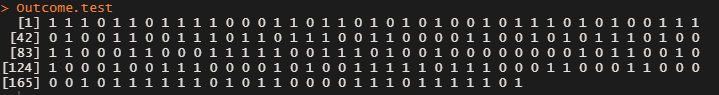 > Outcome.test
[1] 1 1 1 0 1 1 0 1 1 1 1 0 0 0 1 1 0 1 1 0 1 0 1 0 1 0 0 1 0 1 1 1 0 1 0 1 0 0 1 1 1
[42] 0 1 0 0 1 1 0 0 1 1 1 0 1 1 0 1 1 1 0 0 1 1 0 0 0 0 1 1 0 0 1 0 1 0 1 1 1 0 1 0 0
[83] 1 1 1 0 0 1 1 0 0 0 1 1 1 1 1 0 0 1 1 1 0 1 0 0 1 0 0 0 0 0 0 0 0 1 0 1 1 0 0 1 0
[124] 1 0 0 0 1 0 0 1 1 1 0 0 0 0 1 0 1 0 0 1 1 1 1 1 0 1 1 1 0 0 0 1 1 0 0 0 1 1 0 0 0
[165] 0 0 1 0 1 1 1 1 1 1 0 1 0 1 1 0 0 0 0 1 1 1 0 1 1 1 1 1 0 1